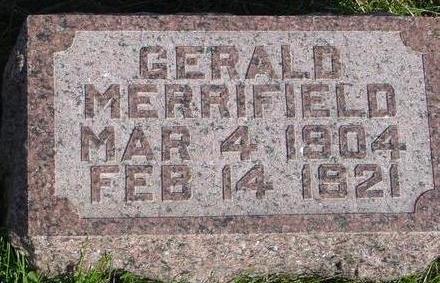 GERALD
MERRIFIELD
MAR 4 1904
FEB 14 1921